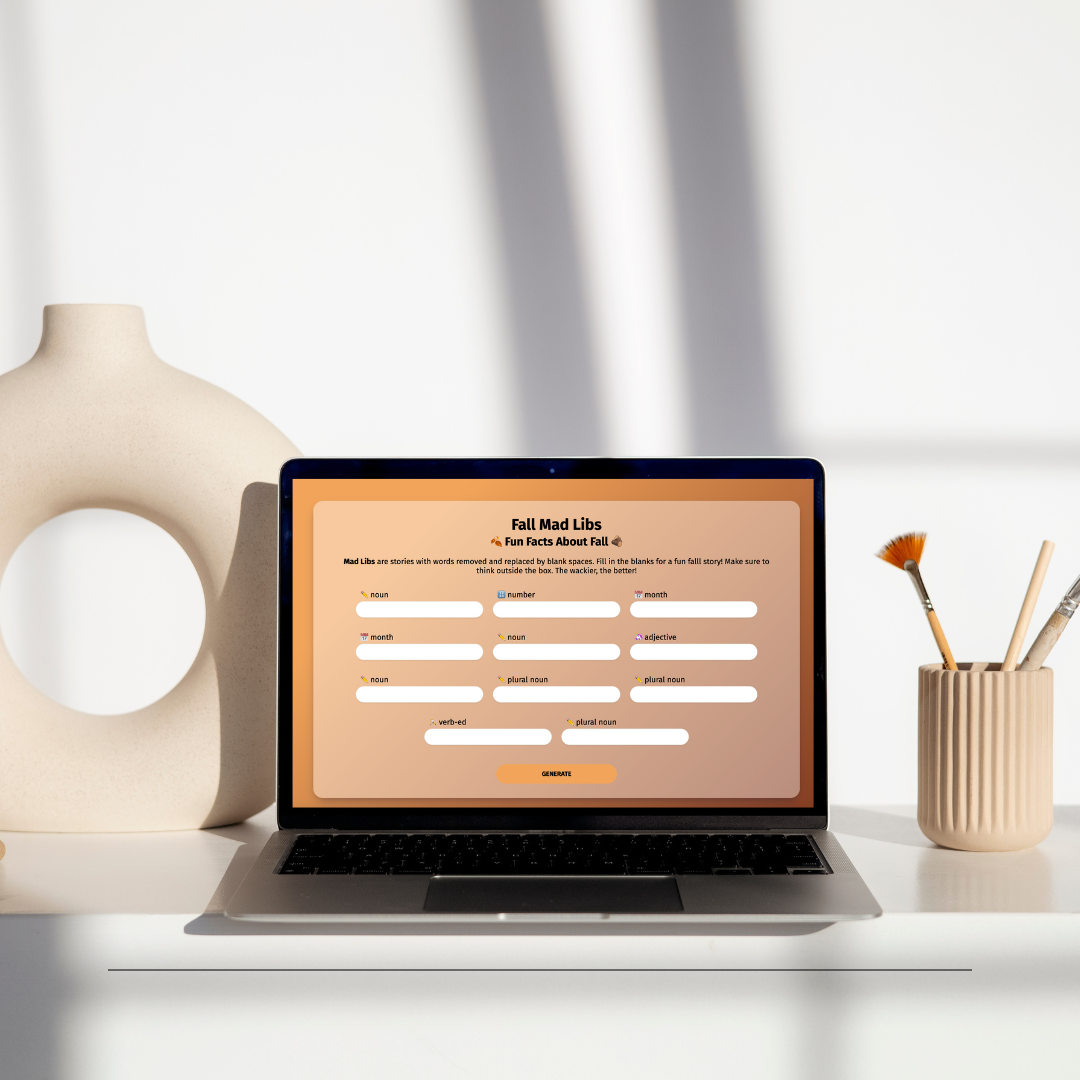 Fall Mad Libs
🍂 Fun Facts About Fall 🌰
Mad Libs are stories with words removed and replaced by blank spaces. Fill in the blanks for a fun falll story! Make sure to
think outside the box. The wackier, the better!
✏️ noun 🔢 number 📅 month
📅 month ✏️ noun 🦄 adjective
✏️ noun ✏️ plural noun ✏️ plural noun
verb-ed ✏️ plural noun
GENERATE